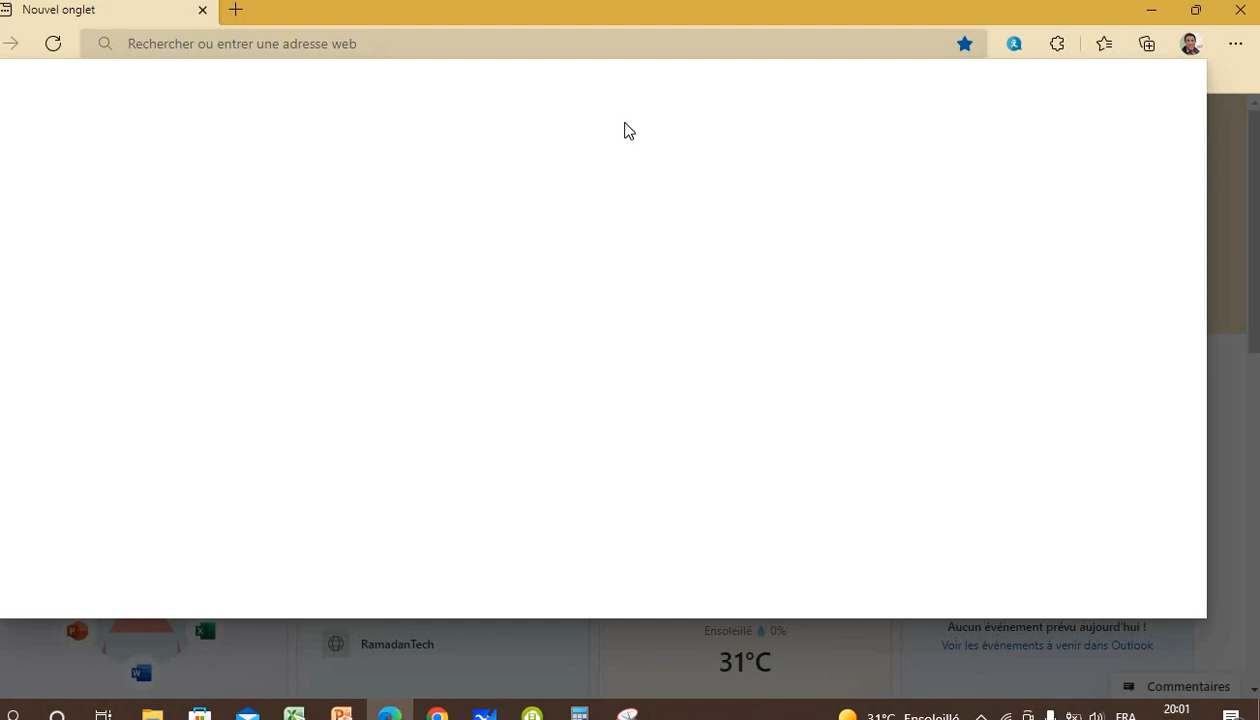 Nouvel onglet
Rechercher ou entrer une adresse web
RamadanTech
Ensoleillé 0%
31°C
Aucun événement prévu aujourd'hui !
Voir les événements à venir dans Outlook
Commentaires
31°C Ensoleillé
FRA
20:01